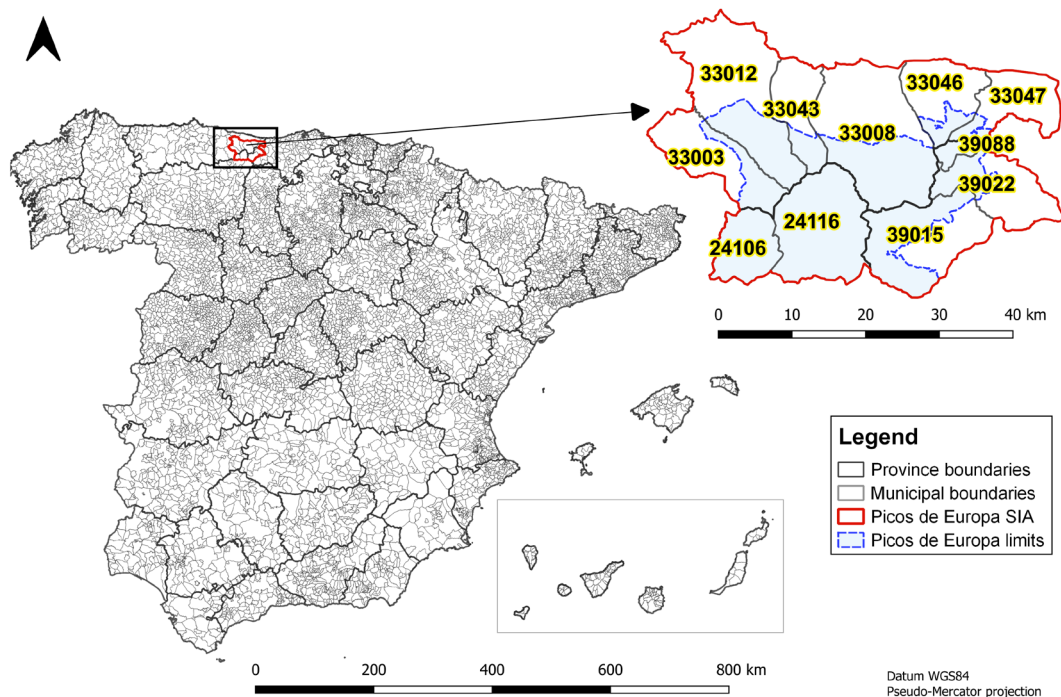 33012
33046
33047
33043
33008
39088
33003
39022
24116
39015
24106
0 10 20 30 40 km
Legend
Province boundaries
Municipal boundaries
Picos de Europa SIA
Picos de Europa limits
0 200 400 600 800 km
Datum WGS84
Pseudo-Mercator projection